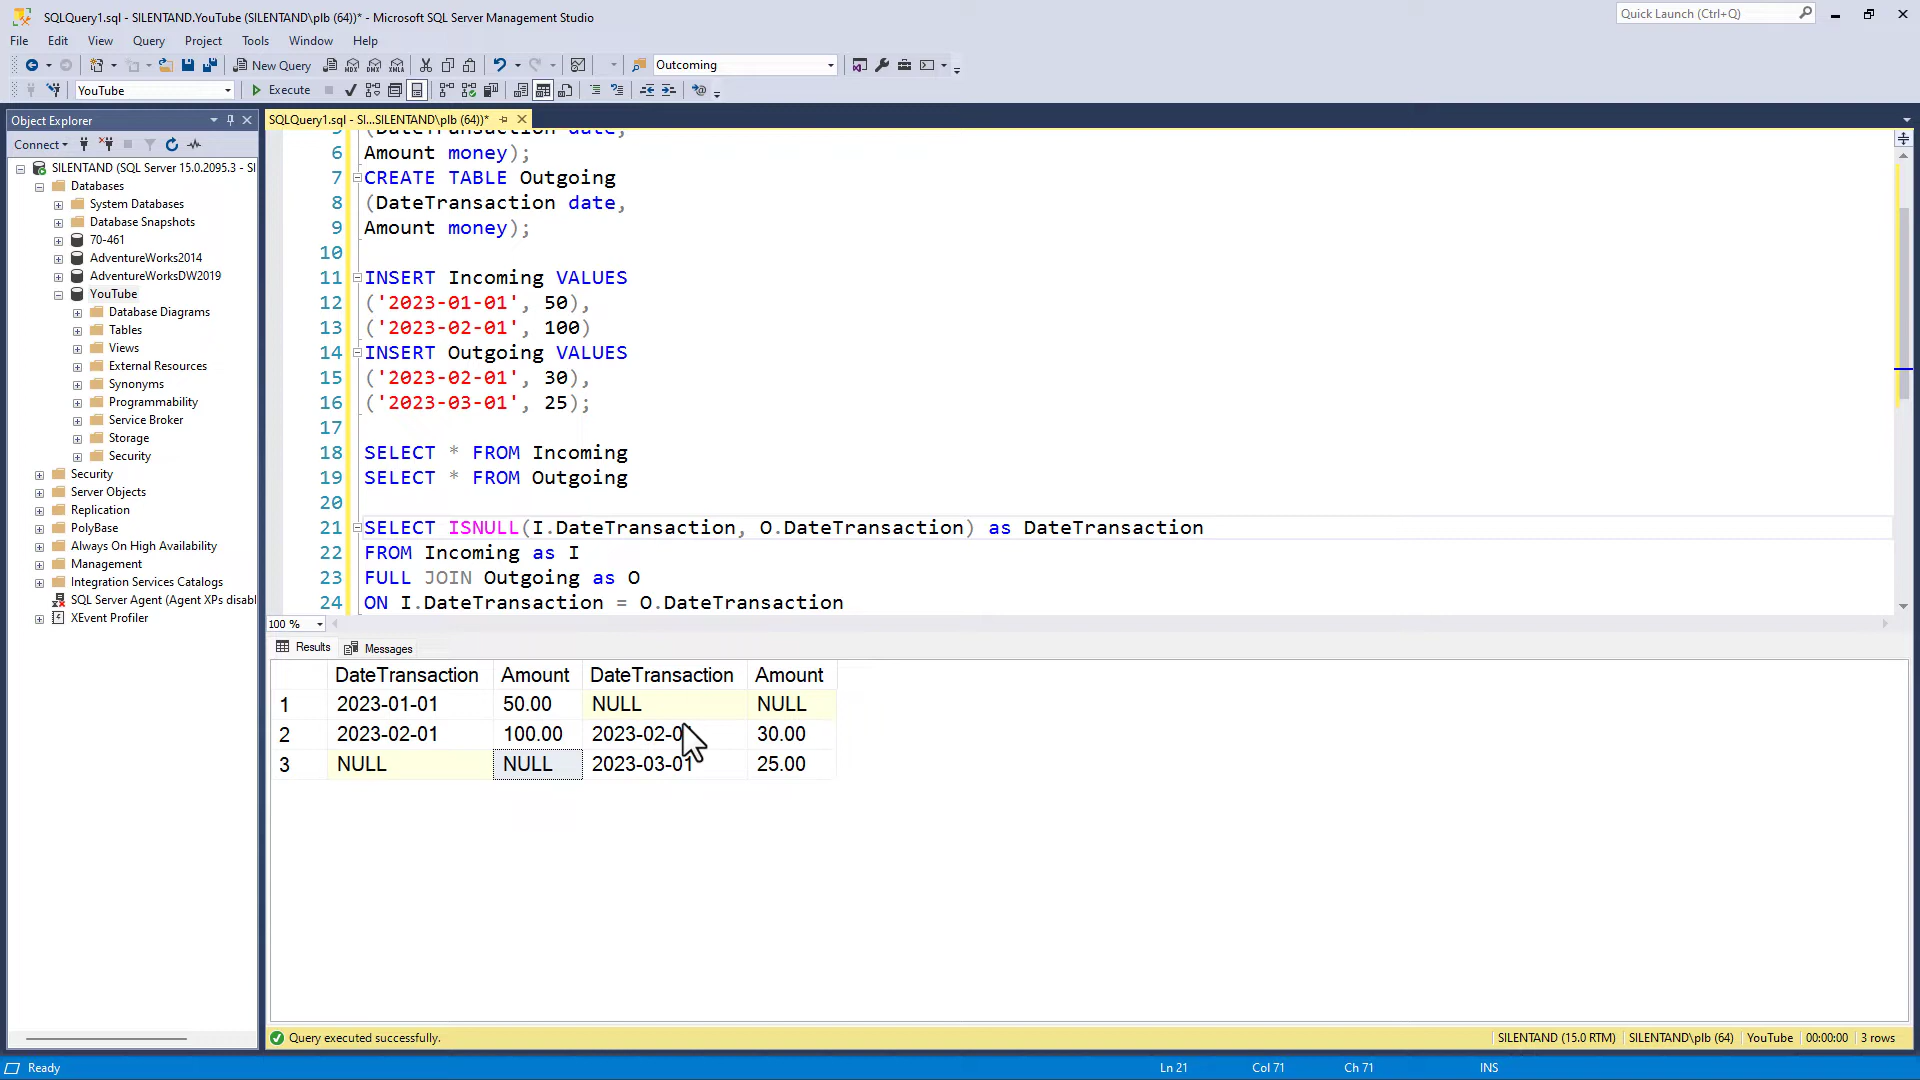 SQLQuery1.sql - SILENTAND.YouTube (SILENTAND\plb (64))* - Microsoft SQL Server Management Studio
Quick Launch (Ctrl+Q)
File Edit View Query Project Tools Window Help
New Query
Outcoming
YouTube
Execute
Object Explorer
SQLQuery1.sql - SI...SILENTAND\plb (64))*
Connect
SILENTAND (SQL Server 15.0.2095.3 - SI
Databases
System Databases
Database Snapshots
70-461
AdventureWorks2014
AdventureWorksDW2019
YouTube
Database Diagrams
Tables
Views
External Resources
Synonyms
Programmability
Service Broker
Storage
Security
Security
Server Objects
Replication
PolyBase
Always On High Availability
Management
Integration Services Catalogs
SQL Server Agent (Agent XPs disabl
XEvent Profiler
5 (DateTransaction date,
6 Amount money);
7 CREATE TABLE Outgoing
8 (DateTransaction date,
9 Amount money);
10
11 INSERT Incoming VALUES
12 ('2023-01-01', 50),
13 ('2023-02-01', 100)
14 INSERT Outgoing VALUES
15 ('2023-02-01', 30),
16 ('2023-03-01', 25);
17
18 SELECT * FROM Incoming
19 SELECT * FROM Outgoing
20
21 SELECT ISNULL(I.DateTransaction, O.DateTransaction) as DateTransaction
22 FROM Incoming as I
23 FULL JOIN Outgoing as O
24 ON I.DateTransaction = O.DateTransaction
100 %
Results Messages
DateTransaction Amount DateTransaction Amount
1 2023-01-01 50.00 NULL NULL
2 2023-02-01 100.00 2023-02-01 30.00
3 NULL NULL 2023-03-01 25.00
Query executed successfully.
SILENTAND (15.0 RTM) SILENTAND\plb (64) YouTube 00:00:00 3 rows
Ready
Ln 21 Col 71 Ch 71 INS